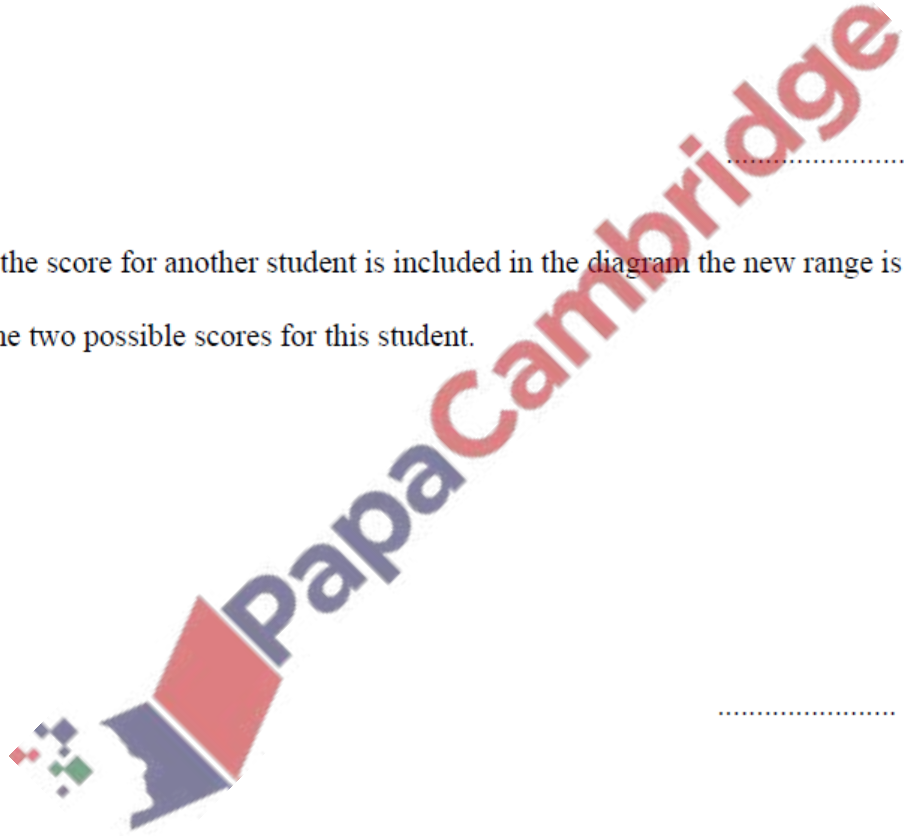 .......................
the score for another student is included in the diagram the new range is
he two possible scores for this student.
PapaCambridge
.......................